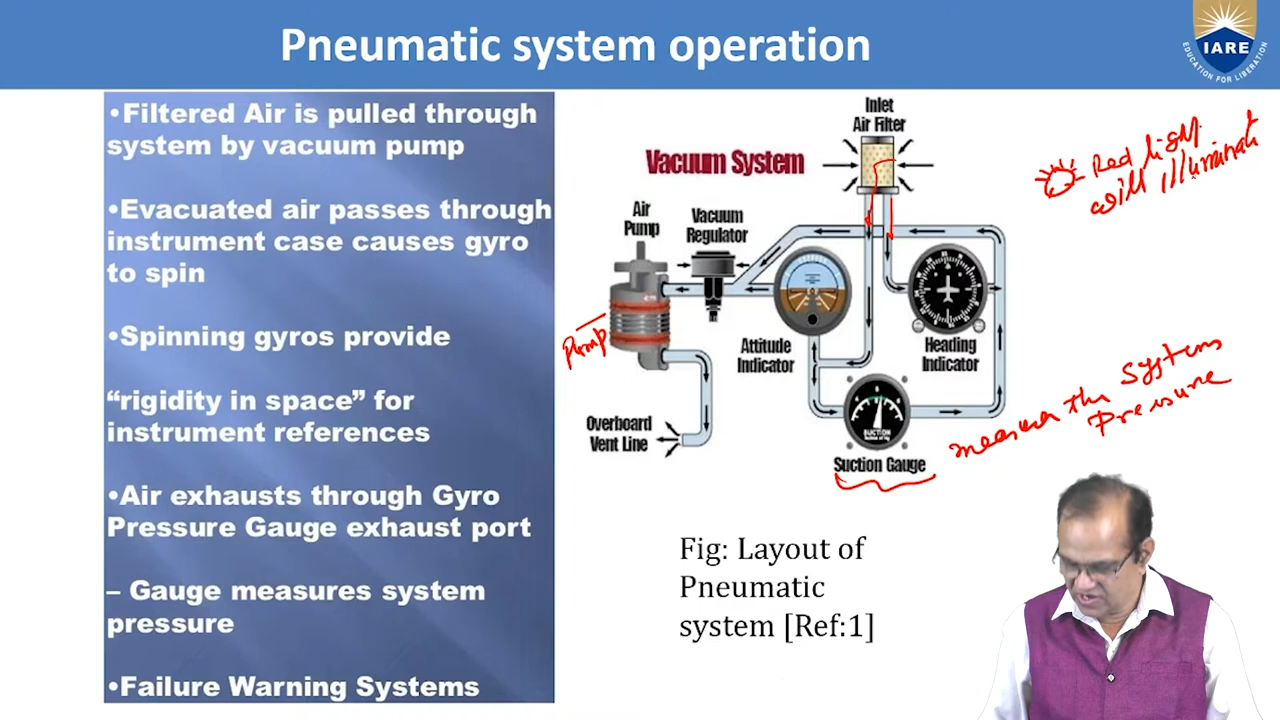 Pneumatic system operation
IARE
EDUCATION FOR LIBERATION
•Filtered Air is pulled through
system by vacuum pump
•Evacuated air passes through
instrument case causes gyro
to spin
•Spinning gyros provide
“rigidity in space” for
instrument references
•Air exhausts through Gyro
Pressure Gauge exhaust port
– Gauge measures system
pressure
•Failure Warning Systems
Vacuum System
Inlet
Air Filter
Air
Pump
Vacuum
Regulator
Attitude
Indicator
Heading
Indicator
Overboard
Vent Line
SUCTION
Suction Gauge
Pump
Red light
will illuminate
the System
Pressure
Fig: Layout of
Pneumatic
system [Ref:1]